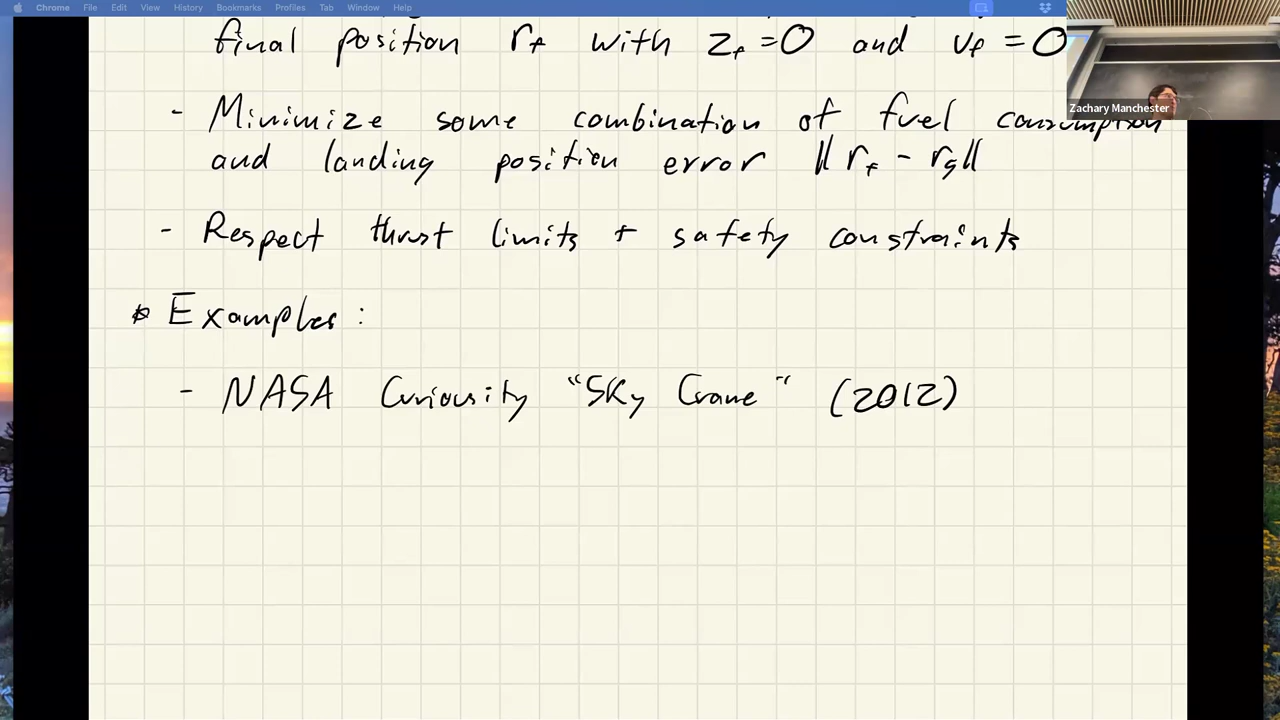 Chrome File Edit View History Bookmarks Profiles Tab Window Help
final position r_f with z_f = 0 and v_f = 0
Zachary Manchester
- Minimize some combination of fuel consumption
and landing position error ‖r_f - r_g‖
- Respect thrust limits + safety constraints
* Examples:
- NASA Curiosity "Sky Crane" (2012)